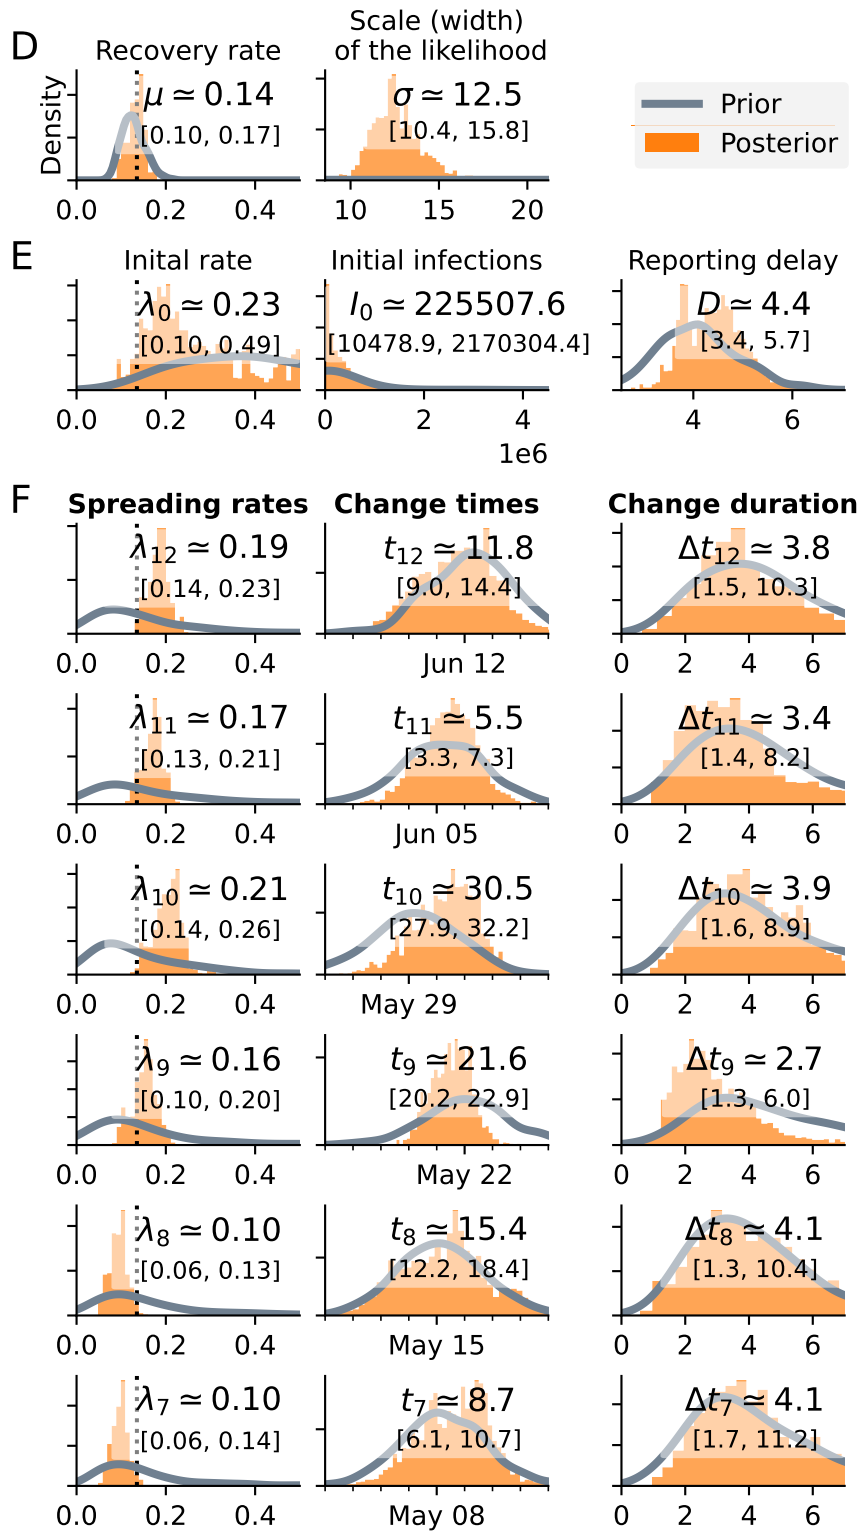 D
Recovery rate
Scale (width)
of the likelihood
Density
μ ≃ 0.14
[0.10, 0.17]
σ ≃ 12.5
[10.4, 15.8]
Prior
Posterior
0.0 0.2 0.4
10 15 20
E
Inital rate
Initial infections
Reporting delay
λ0 ≃ 0.23
[0.10, 0.49]
I0 ≃ 225507.6
[10478.9, 2170304.4]
D ≃ 4.4
[3.4, 5.7]
0.0 0.2 0.4
0 2 4
1e6
4 6
F
Spreading rates
Change times
Change duration
λ12 ≃ 0.19
[0.14, 0.23]
t12 ≃ 11.8
[9.0, 14.4]
Δt12 ≃ 3.8
[1.5, 10.3]
0.0 0.2 0.4
Jun 12
0 2 4 6
λ11 ≃ 0.17
[0.13, 0.21]
t11 ≃ 5.5
[3.3, 7.3]
Δt11 ≃ 3.4
[1.4, 8.2]
0.0 0.2 0.4
Jun 05
0 2 4 6
λ10 ≃ 0.21
[0.14, 0.26]
t10 ≃ 30.5
[27.9, 32.2]
Δt10 ≃ 3.9
[1.6, 8.9]
0.0 0.2 0.4
May 29
0 2 4 6
λ9 ≃ 0.16
[0.10, 0.20]
t9 ≃ 21.6
[20.2, 22.9]
Δt9 ≃ 2.7
[1.3, 6.0]
0.0 0.2 0.4
May 22
0 2 4 6
λ8 ≃ 0.10
[0.06, 0.13]
t8 ≃ 15.4
[12.2, 18.4]
Δt8 ≃ 4.1
[1.3, 10.4]
0.0 0.2 0.4
May 15
0 2 4 6
λ7 ≃ 0.10
[0.06, 0.14]
t7 ≃ 8.7
[6.1, 10.7]
Δt7 ≃ 4.1
[1.7, 11.2]
0.0 0.2 0.4
May 08
0 2 4 6